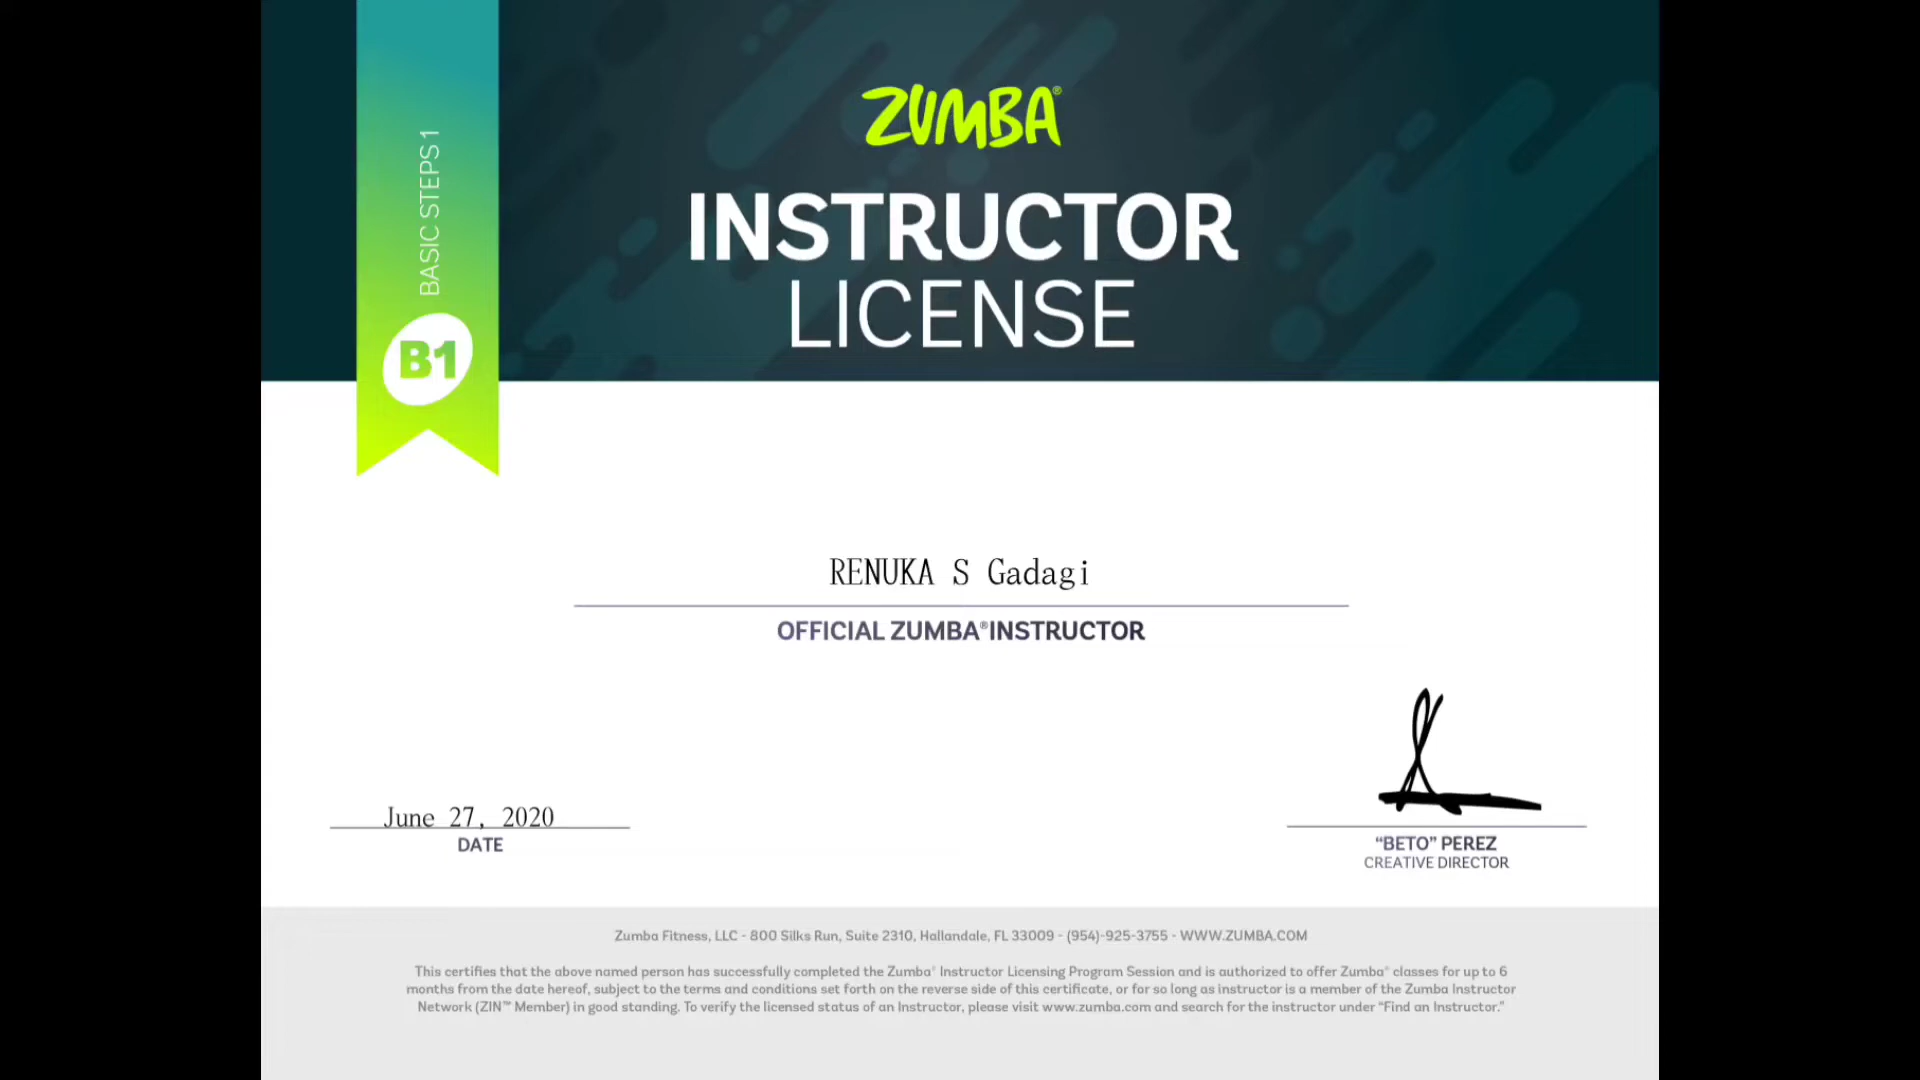 ZUMBA®
INSTRUCTOR
LICENSE
BASIC STEPS 1
B1
RENUKA S Gadagi
OFFICIAL ZUMBA® INSTRUCTOR
June 27, 2020
DATE
“BETO” PEREZ
CREATIVE DIRECTOR
Zumba Fitness, LLC - 800 Silks Run, Suite 2310, Hallandale, FL 33009 - (954)-925-3755 - WWW.ZUMBA.COM
This certifies that the above named person has successfully completed the Zumba® Instructor Licensing Program Session and is authorized to offer Zumba® classes for up to 6
months from the date hereof, subject to the terms and conditions set forth on the reverse side of this certificate, or for so long as instructor is a member of the Zumba Instructor
Network (ZIN™ Member) in good standing. To verify the licensed status of an Instructor, please visit www.zumba.com and search for the instructor under “Find an Instructor.”